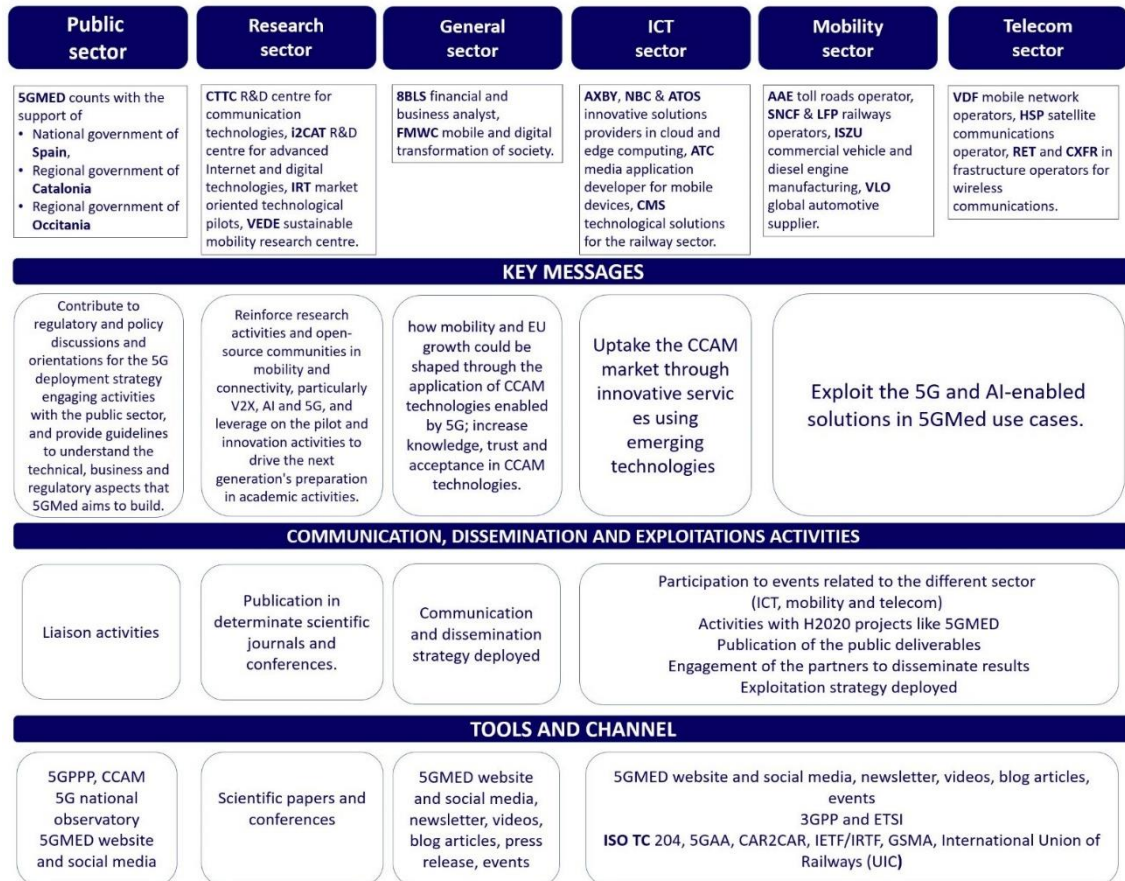 Public
sector
Research
sector
General
sector
ICT
sector
Mobility
sector
Telecom
sector
5GMED counts with the
support of
• National government of
Spain,
• Regional government of
Catalonia
• Regional government of
Occitania
CTTC R&D centre for
communication
technologies, i2CAT R&D
centre for advanced
Internet and digital
technologies, IRT market
oriented technological
pilots, VEDE sustainable
mobility research centre.
8BLS financial and
business analyst,
FMWC mobile and digital
transformation of society.
AXBY, NBC & ATOS
innovative solutions
providers in cloud and
edge computing, ATC
media application
developer for mobile
devices, CMS
technological solutions
for the railway sector.
AAE toll roads operator,
SNCF & LFP railways
operators, ISZU
commercial vehicle and
diesel engine
manufacturing, VLO
global automotive
supplier.
VDF mobile network
operators, HSP satellite
communications
operator, RET and CXFR in
frastructure operators for
wireless
communications.
KEY MESSAGES
Contribute to
regulatory and policy
discussions and
orientations for the 5G
deployment strategy
engaging activities
with the public sector,
and provide guidelines
to understand the
technical, business and
regulatory aspects that
5GMed aims to build.
Reinforce research
activities and open-
source communities in
mobility and
connectivity, particularly
V2X, AI and 5G, and
leverage on the pilot and
innovation activities to
drive the next
generation's preparation
in academic activities.
how mobility and EU
growth could be
shaped through the
application of CCAM
technologies enabled
by 5G; increase
knowledge, trust and
acceptance in CCAM
technologies.
Uptake the CCAM
market through
innovative servic
es using
emerging
technologies
Exploit the 5G and AI-enabled
solutions in 5GMed use cases.
COMMUNICATION, DISSEMINATION AND EXPLOITATIONS ACTIVITIES
Liaison activities
Publication in
determinate scientific
journals and
conferences.
Communication
and dissemination
strategy deployed
Participation to events related to the different sector
(ICT, mobility and telecom)
Activities with H2020 projects like 5GMED
Publication of the public deliverables
Engagement of the partners to disseminate results
Exploitation strategy deployed
TOOLS AND CHANNEL
5GPPP, CCAM
5G national
observatory
5GMED website
and social media
Scientific papers and
conferences
5GMED website
and social media,
newsletter, videos,
blog articles, press
release, events
5GMED website and social media, newsletter, videos, blog articles,
events
3GPP and ETSI
ISO TC 204, 5GAA, CAR2CAR, IETF/IRTF, GSMA, International Union of
Railways (UIC)